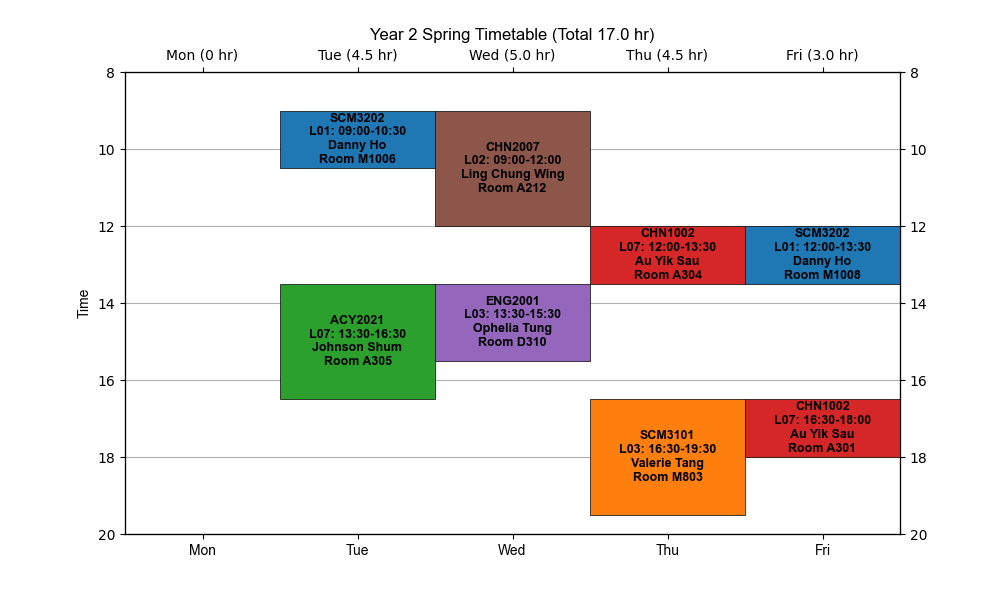 Year 2 Spring Timetable (Total 17.0 hr)
Mon (0 hr) Tue (4.5 hr) Wed (5.0 hr) Thu (4.5 hr) Fri (3.0 hr)
8 8
SCM3202
L01: 09:00-10:30
Danny Ho
Room M1006
CHN2007
L02: 09:00-12:00
Ling Chung Wing
Room A212
10 10
12 12
CHN1002
L07: 12:00-13:30
Au Yik Sau
Room A304
SCM3202
L01: 12:00-13:30
Danny Ho
Room M1008
Time
14 14
ACY2021
L07: 13:30-16:30
Johnson Shum
Room A305
ENG2001
L03: 13:30-15:30
Ophelia Tung
Room D310
16 16
SCM3101
L03: 16:30-19:30
Valerie Tang
Room M803
CHN1002
L07: 16:30-18:00
Au Yik Sau
Room A301
18 18
20 20
Mon Tue Wed Thu Fri